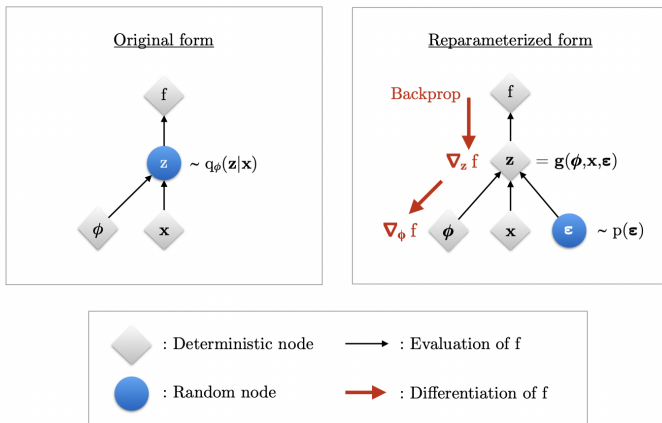 Original form
f
z ~ qϕ(z|x)
ϕ x
Reparameterized form
f
Backprop
∇z f z = g(ϕ,x,ε)
∇ϕ f ϕ x ε ~ p(ε)
: Deterministic node
: Evaluation of f
: Random node
: Differentiation of f